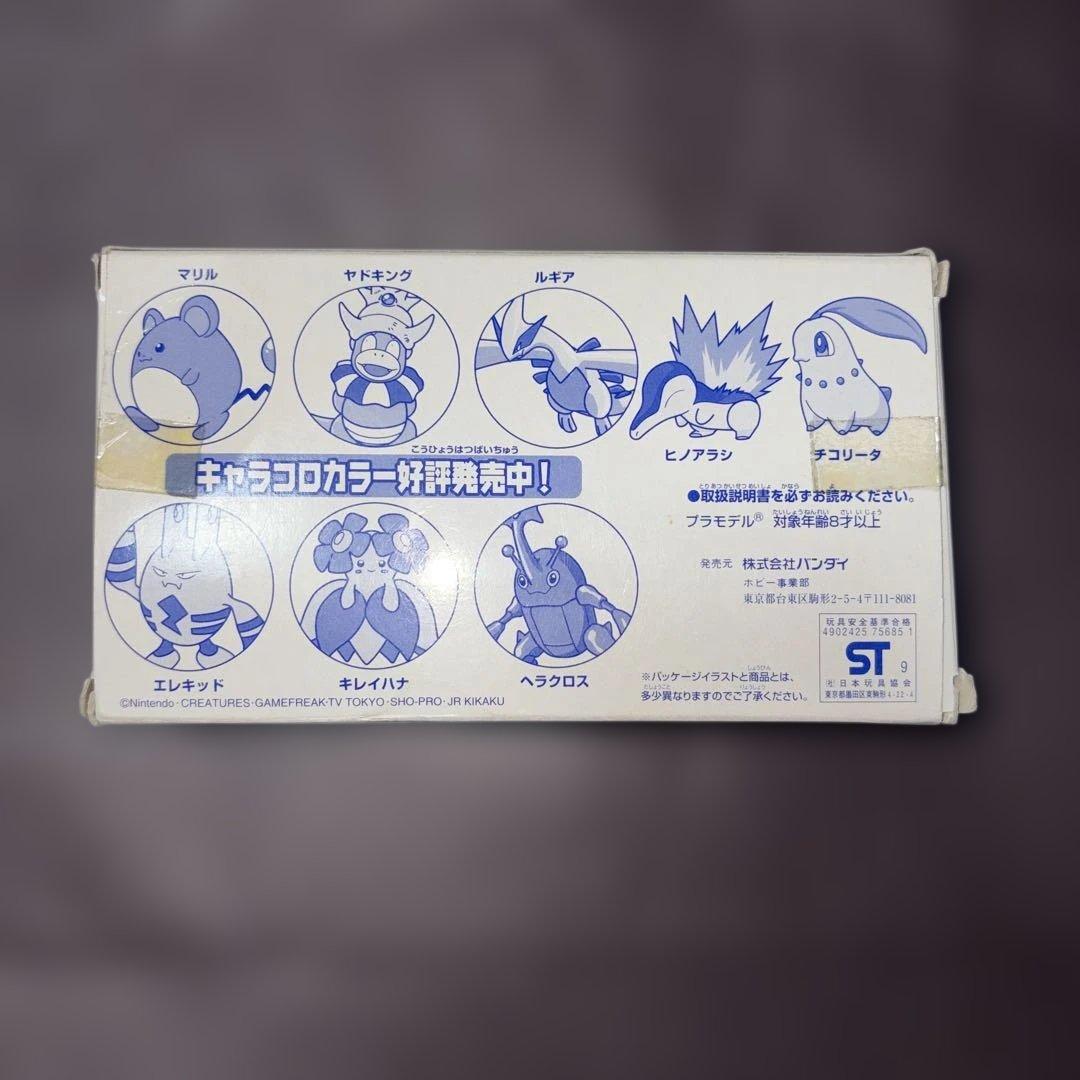 マリル
ヤドキング
ルギア
ヒノアラシ
チコリータ
こうひょうはつばいちゅう
キャラコロカラー好評発売中!
エレキッド
キレイハナ
ヘラクロス
©Nintendo・CREATURES・GAMEFREAK・TV TOKYO・SHO-PRO・JR KIKAKU
とりあつかいせつめいしょ かなら よ
●取扱説明書を必ずお読みください。
たいしょうねんれい さいいじょう
プラモデル® 対象年齢8才以上
発売元 株式会社バンダイ
ホビー事業部
東京都台東区駒形2-5-4〒111-8081
玩具安全基準合格
4902425 75685 1
ST 9
(社)日本玩具協会
東京都墨田区東駒形4-22-4
しょうひん
※パッケージイラストと商品とは、
たしょうこと りょうしょう
多少異なりますのでご了承ください。